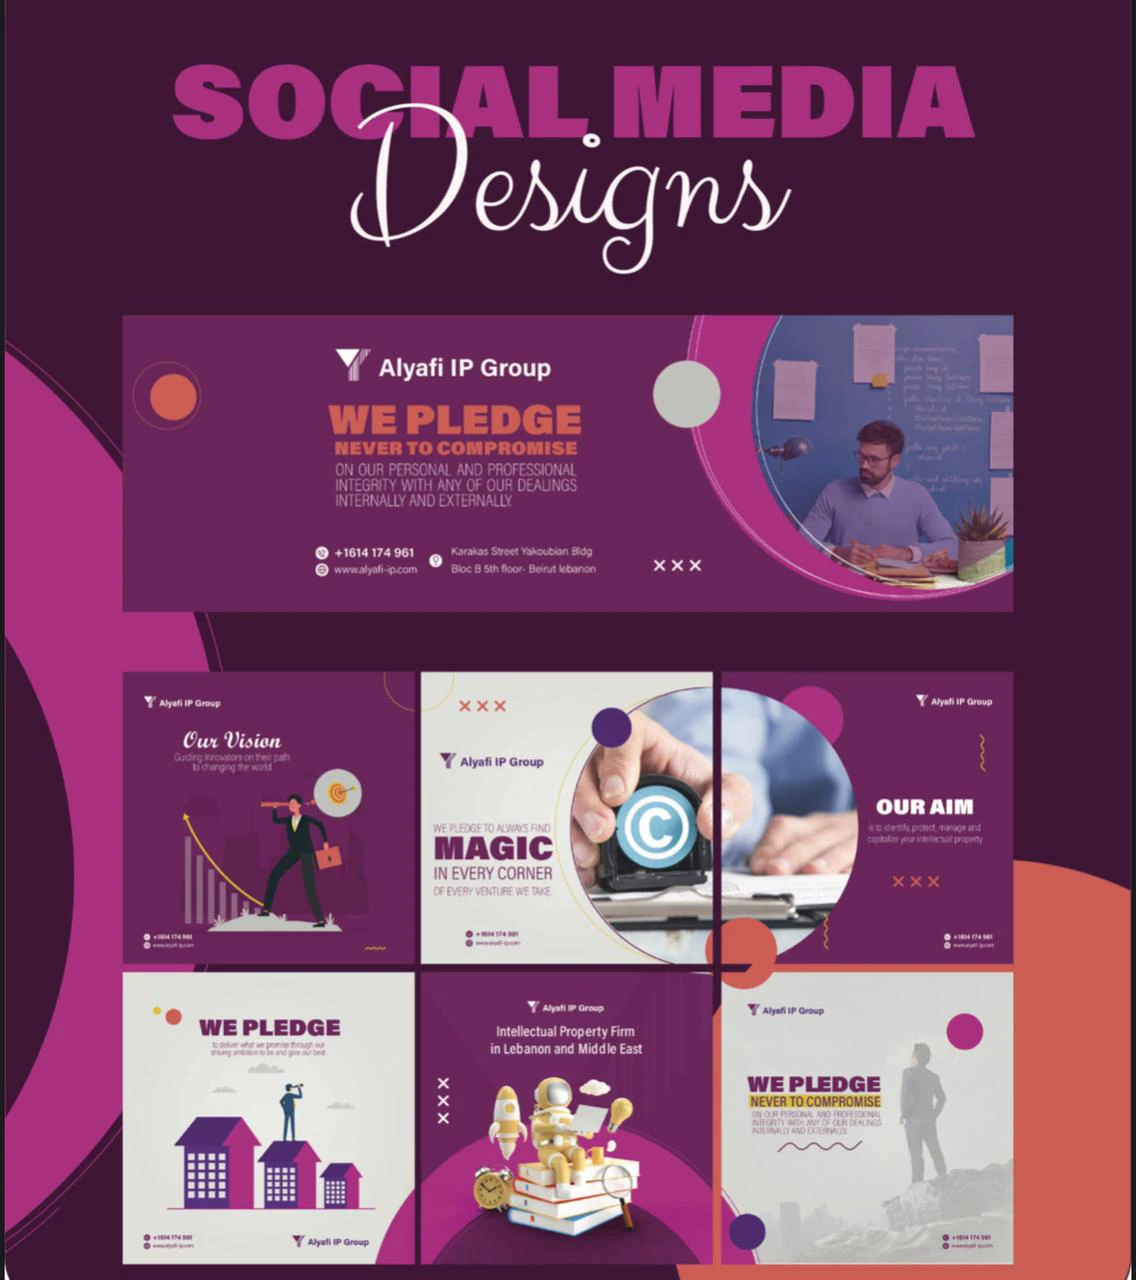 SOCIAL MEDIA
Designs
Alyafi IP Group
WE PLEDGE
NEVER TO COMPROMISE
ON OUR PERSONAL AND PROFESSIONAL
INTEGRITY WITH ANY OF OUR DEALINGS
INTERNALLY AND EXTERNALLY.
+1614 174 961
www.alyafi-ip.com
Karakas Street Yakoubian Bldg
Bloc B 5th floor- Beirut lebanon
Alyafi IP Group
Our Vision
Guiding Innovators on their path
to changing the world
+1614 174 961
www.alyafi-ip.com
Alyafi IP Group
WE PLEDGE TO ALWAYS FIND
MAGIC
IN EVERY CORNER
OF EVERY VENTURE WE TAKE.
+1614 174 961
www.alyafi-ip.com
C
Alyafi IP Group
OUR AIM
is to identify, protect, manage and
capitalize your intellectual property
+1614 174 961
www.alyafi-ip.com
WE PLEDGE
to deliver what we promise through our
striving ambition to be and give our best.
+1614 174 961
www.alyafi-ip.com
Alyafi IP Group
Alyafi IP Group
Intellectual Property Firm
in Lebanon and Middle East
Alyafi IP Group
WE PLEDGE
NEVER TO COMPROMISE
ON OUR PERSONAL AND PROFESSIONAL
INTEGRITY WITH ANY OF OUR DEALINGS
INTERNALLY AND EXTERNALLY.
+1614 174 961
www.alyafi-ip.com